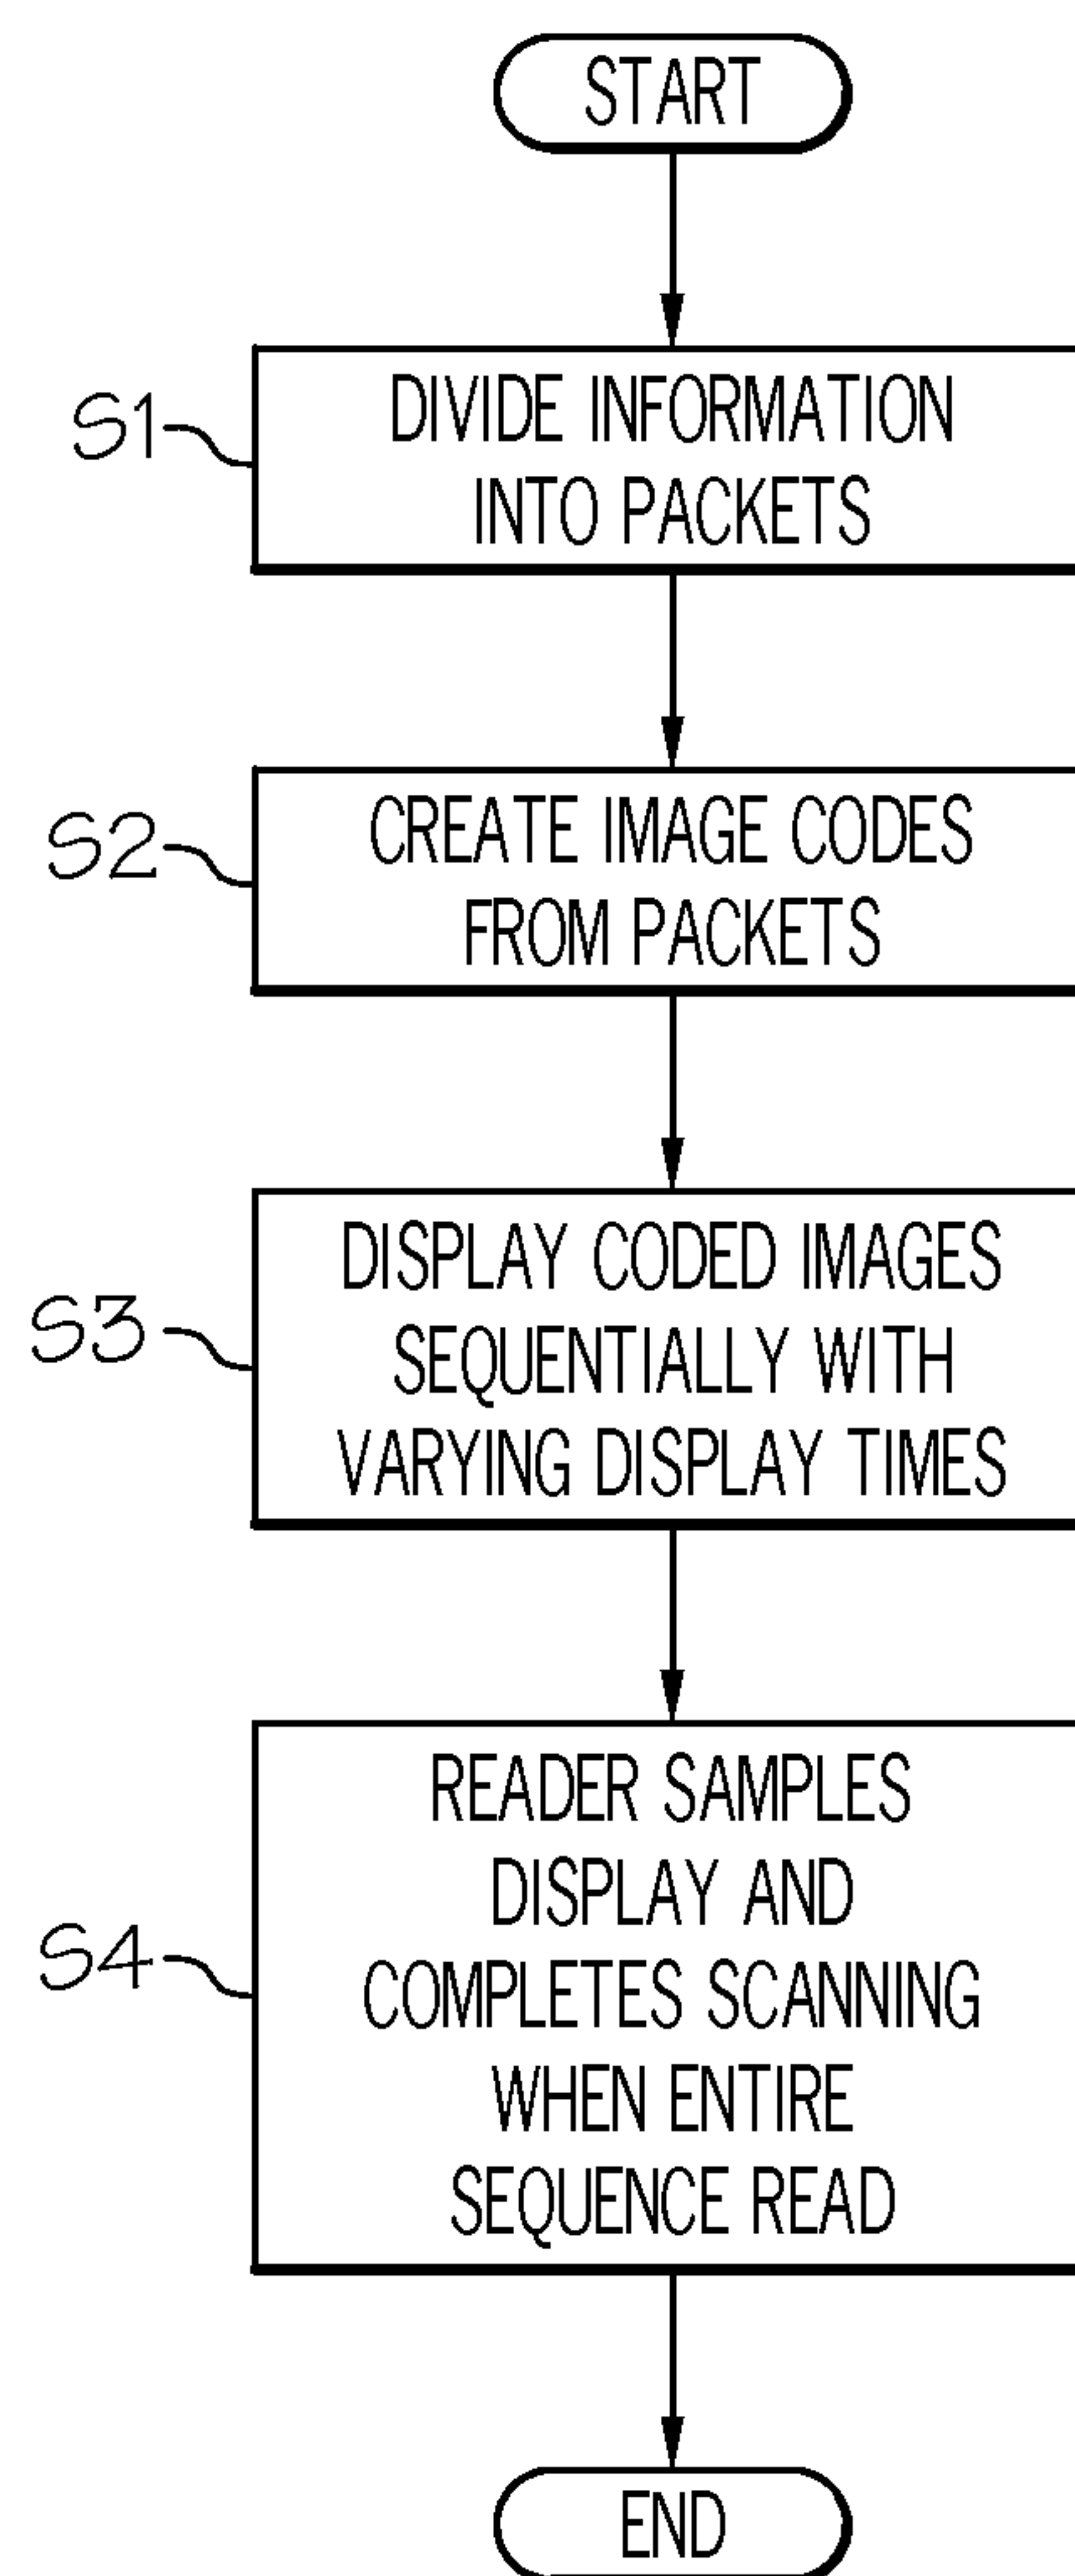 START
S1
DIVIDE INFORMATION
INTO PACKETS
S2
CREATE IMAGE CODES
FROM PACKETS
S3
DISPLAY CODED IMAGES
SEQUENTIALLY WITH
VARYING DISPLAY TIMES
S4
READER SAMPLES
DISPLAY AND
COMPLETES SCANNING
WHEN ENTIRE
SEQUENCE READ
END